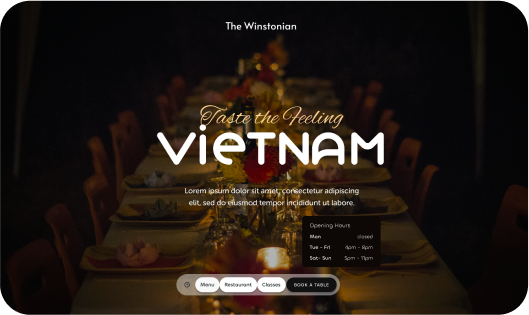 The Winstonian
Taste the Feeling
VIETNAM
Lorem ipsum dolor sit amet, consectetur adipiscing
elit, sed do eiusmod tempor incididunt ut labore.
Opening Hours
Mon closed
Tue - Fri 4pm - 8pm
Sat- Sun 5pm - 11pm
Menu Restaurant Classes BOOK A TABLE